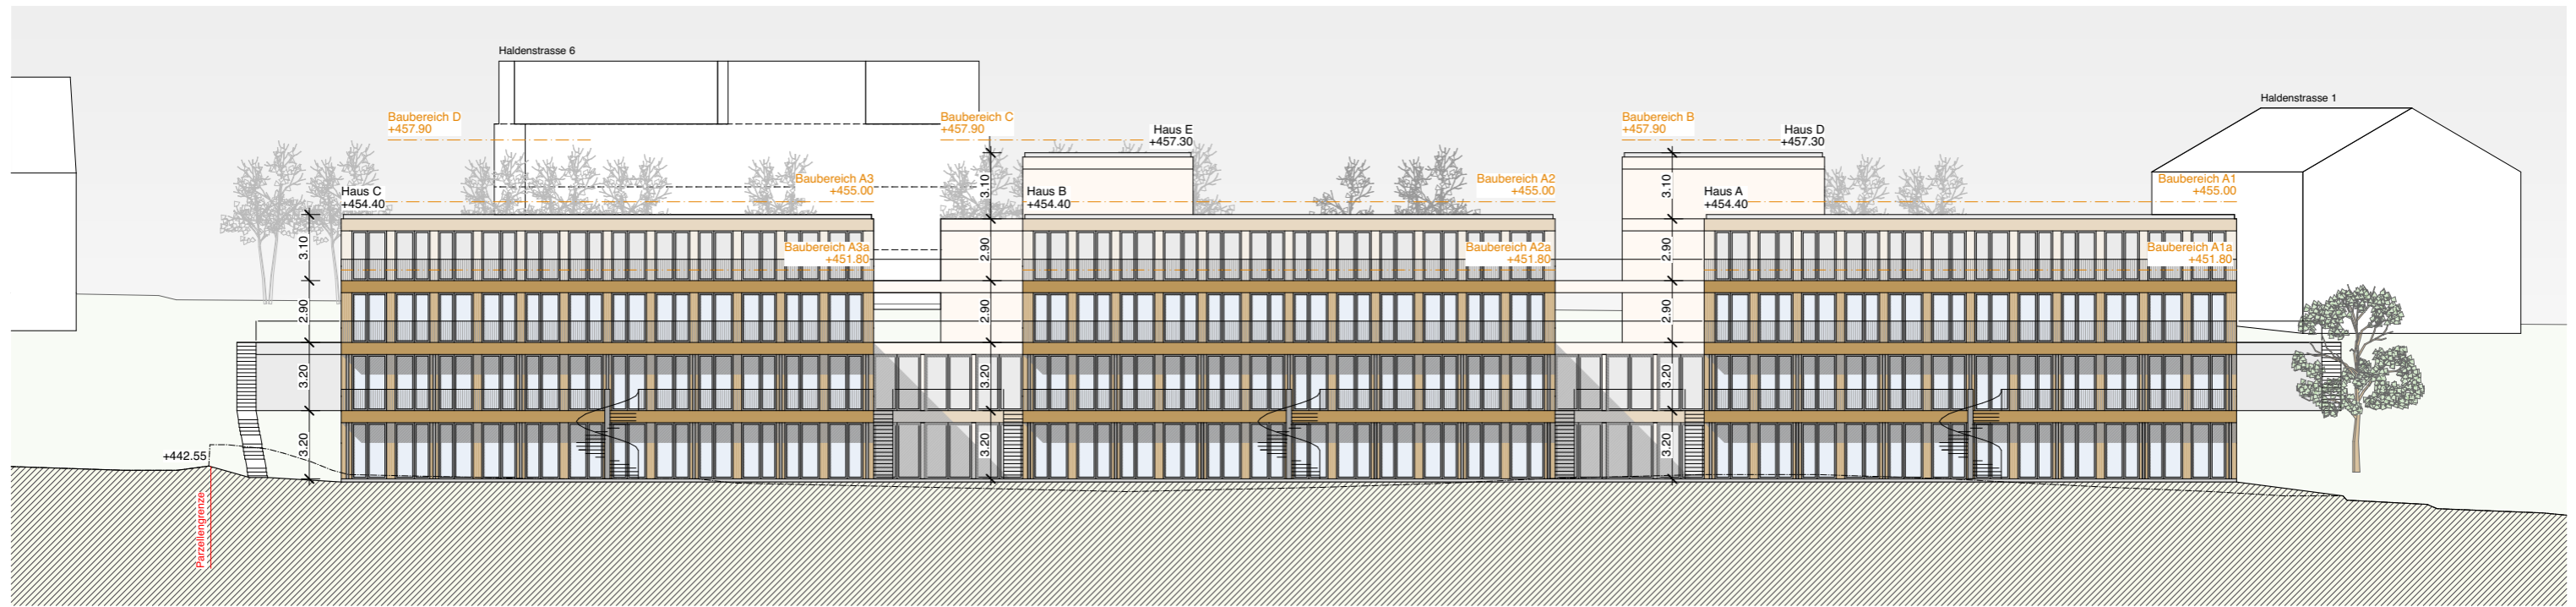 Haldenstrasse 6
Haldenstrasse 1
Baubereich D
+457.90
Baubereich C
+457.90
Baubereich B
+457.90
Haus E
+457.30
Haus D
+457.30
Baubereich A3
+455.00
Baubereich A2
+455.00
Baubereich A1
+455.00
Haus C
+454.40
Haus B
+454.40
Haus A
+454.40
Baubereich A3a
+451.80
Baubereich A2a
+451.80
Baubereich A1a
+451.80
3.10
2.90
3.20
3.20
3.10
2.90
2.90
3.20
3.20
3.10
2.90
2.90
3.20
3.20
+442.55
Parzellengrenze